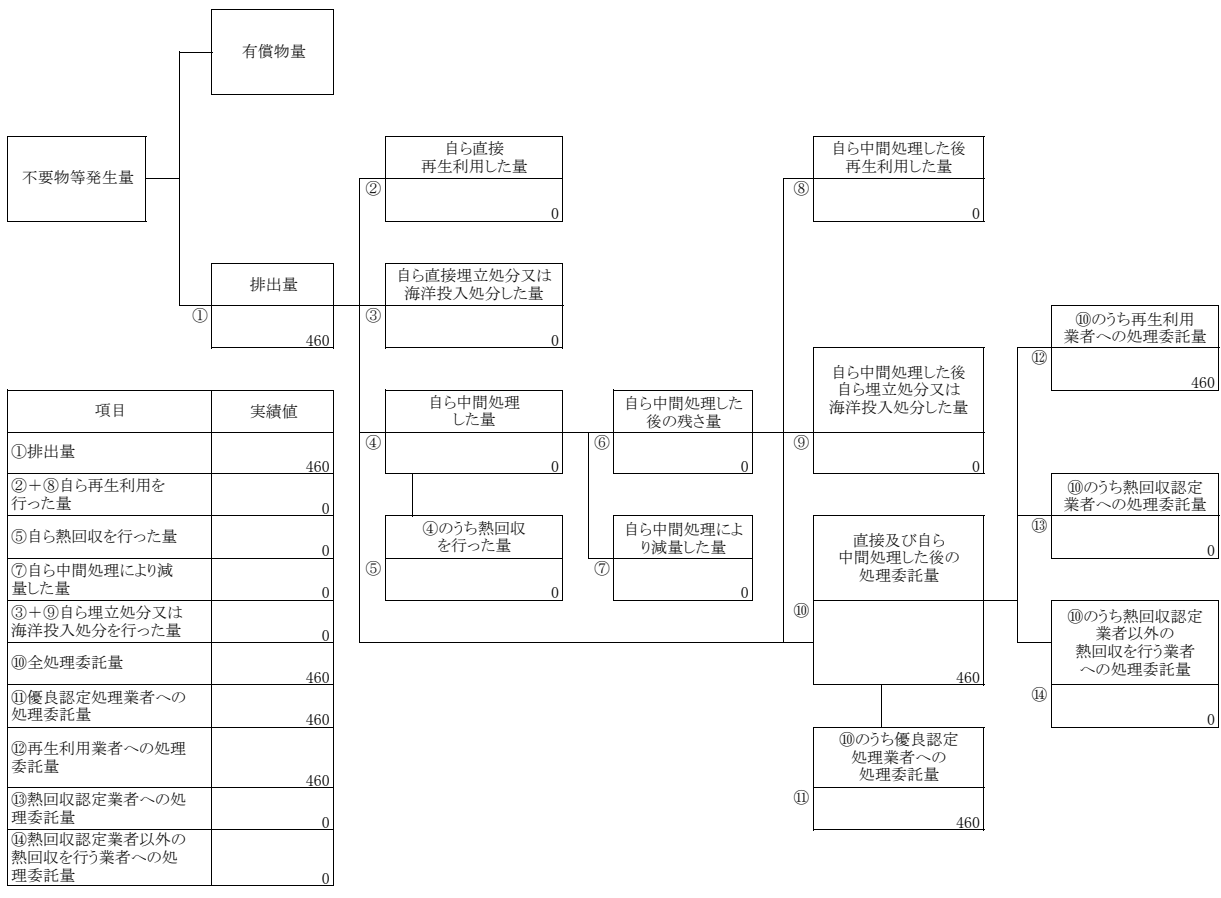 有償物量
不要物等発生量
自ら直接
再生利用した量
②
0
自ら中間処理した後
再生利用した量
⑧
0
排出量
①
460
自ら直接埋立処分又は
海洋投入処分した量
③
0
⑩のうち再生利用
業者への処理委託量
⑫
460
自ら中間処理
した量
④
0
自ら中間処理した
後の残さ量
⑥
0
自ら中間処理した後
自ら埋立処分又は
海洋投入処分した量
⑨
0
⑩のうち熱回収認定
業者への処理委託量
⑬
0
④のうち熱回収
を行った量
⑤
0
自ら中間処理によ
り減量した量
⑦
0
直接及び自ら
中間処理した後の
処理委託量
⑩
460
⑩のうち熱回収認定
業者以外の
熱回収を行う業者
への処理委託量
⑭
0
⑩のうち優良認定
処理業者への
処理委託量
⑪
460
項目 実績値
①排出量
460
②＋⑧自ら再生利用を
行った量
0
⑤自ら熱回収を行った量
0
⑦自ら中間処理により減
量した量
0
③＋⑨自ら埋立処分又は
海洋投入処分を行った量
0
⑩全処理委託量
460
⑪優良認定処理業者への
処理委託量
460
⑫再生利用業者への処理
委託量
460
⑬熱回収認定業者への処
理委託量
0
⑭熱回収認定業者以外の
熱回収を行う業者への処
理委託量
0